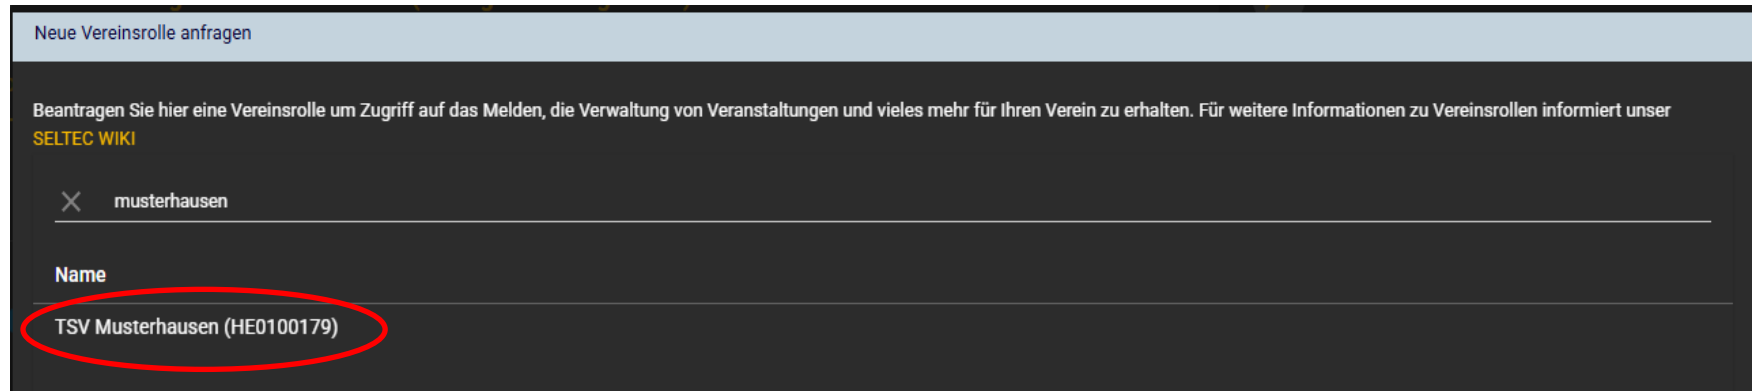 Neue Vereinsrolle anfragen
Beantragen Sie hier eine Vereinsrolle um Zugriff auf das Melden, die Verwaltung von Veranstaltungen und vieles mehr für Ihren Verein zu erhalten. Für weitere Informationen zu Vereinsrollen informiert unser
SELTEC WIKI
musterhausen
Name
TSV Musterhausen (HE0100179)